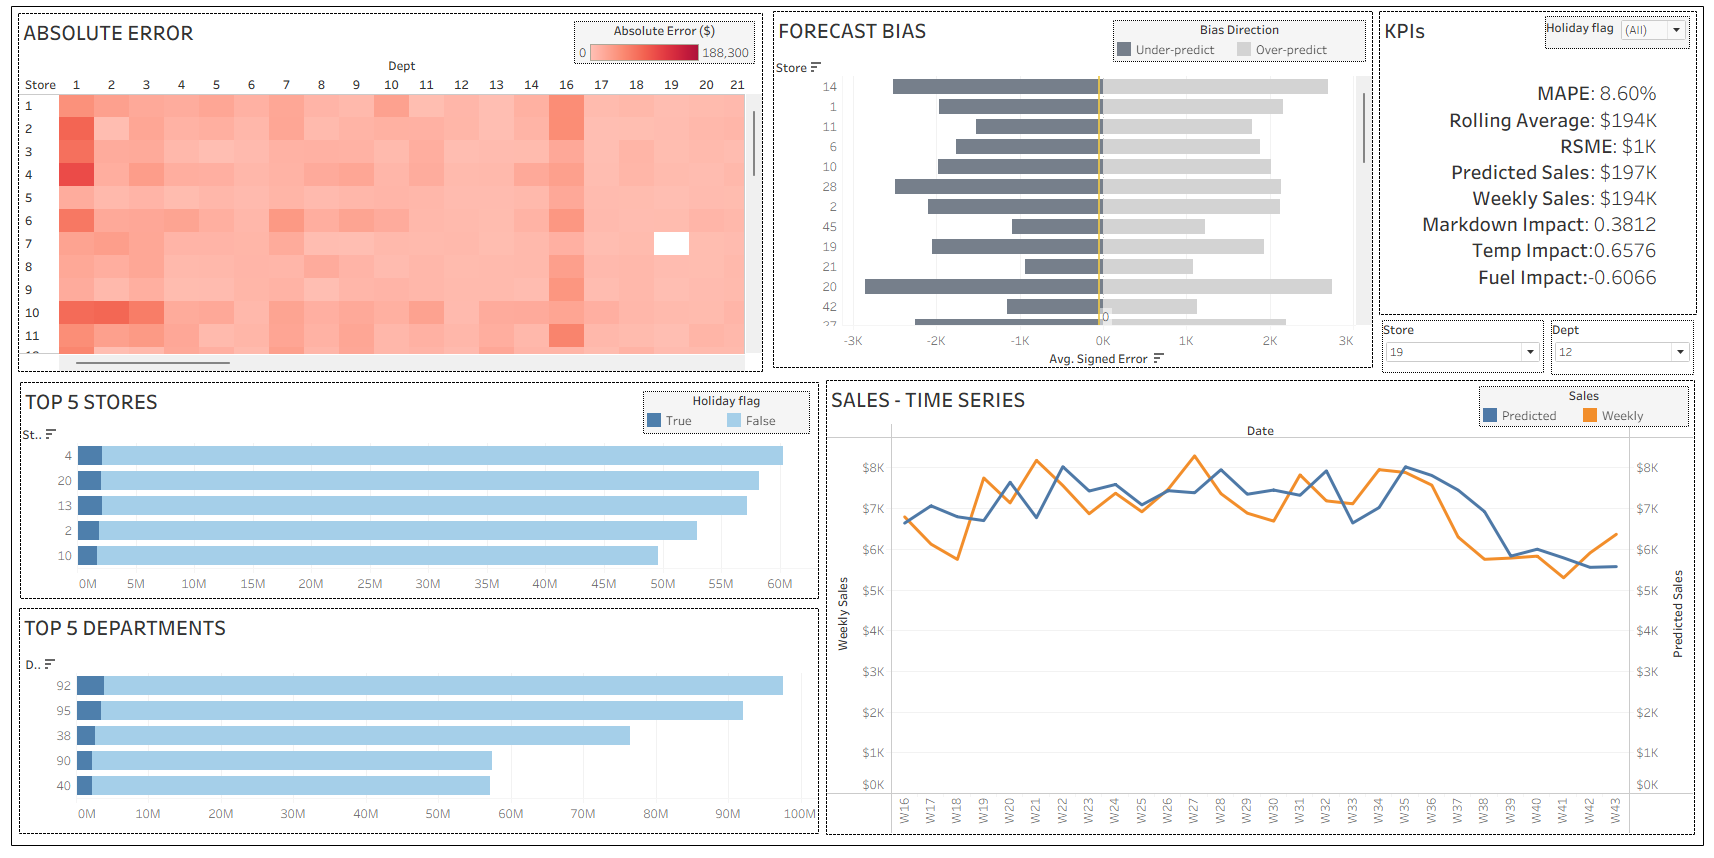 ABSOLUTE ERROR
Absolute Error ($)
0 188,300
Dept
Store 1 2 3 4 5 6 7 8 9 10 11 12 13 14 16 17 18 19 20 21
1
2
3
4
5
6
7
8
9
10
11
FORECAST BIAS
Bias Direction
Under-predict Over-predict
Store
14
1
11
6
10
28
2
45
19
21
20
42
27
0
-3K -2K -1K 0K 1K 2K 3K
Avg. Signed Error
KPIs
Holiday flag (All)
MAPE: 8.60%
Rolling Average: $194K
RSME: $1K
Predicted Sales: $197K
Weekly Sales: $194K
Markdown Impact: 0.3812
Temp Impact:0.6576
Fuel Impact:-0.6066
Store
19
Dept
12
TOP 5 STORES
Holiday flag
True False
St..
4
20
13
2
10
0M 5M 10M 15M 20M 25M 30M 35M 40M 45M 50M 55M 60M
TOP 5 DEPARTMENTS
D..
92
95
38
90
40
0M 10M 20M 30M 40M 50M 60M 70M 80M 90M 100M
SALES - TIME SERIES
Sales
Predicted Weekly
Date
Weekly Sales
$8K
$7K
$6K
$5K
$4K
$3K
$2K
$1K
$0K
Predicted Sales
$8K
$7K
$6K
$5K
$4K
$3K
$2K
$1K
$0K
W16 W17 W18 W19 W20 W21 W22 W23 W24 W25 W26 W27 W28 W29 W30 W31 W32 W33 W34 W35 W36 W37 W38 W39 W40 W41 W42 W43